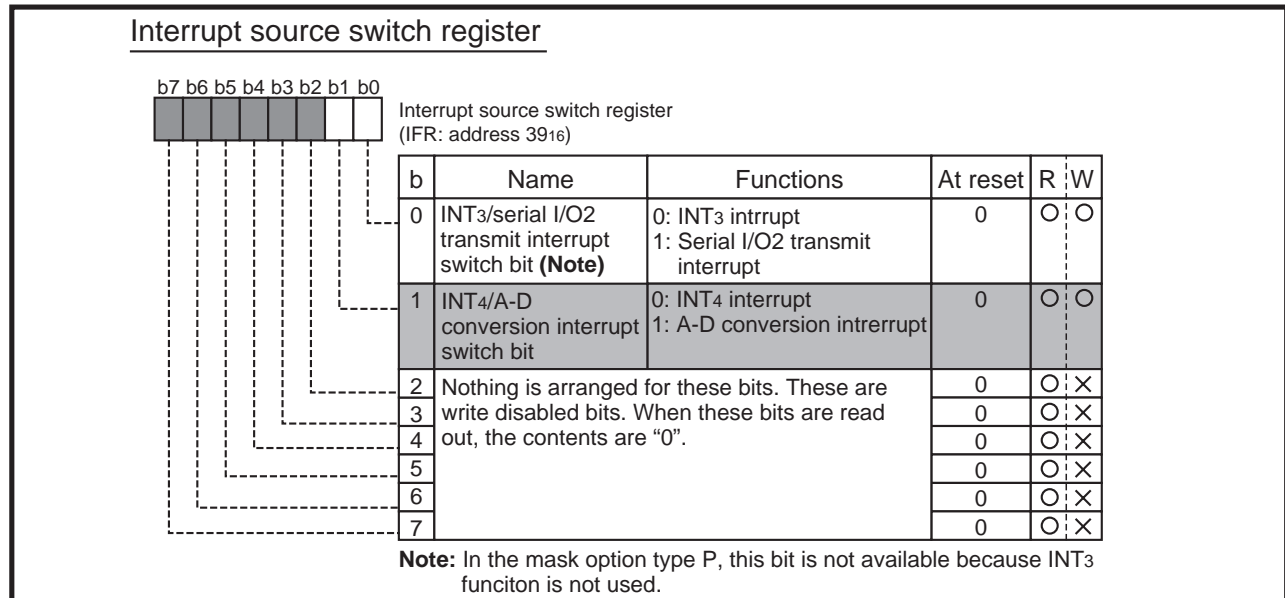 Interrupt source switch register
b7 b6 b5 b4 b3 b2 b1 b0
Interrupt source switch register
(IFR: address 3916)
b Name Functions At reset R W
0 INT3/serial I/O2 transmit interrupt switch bit (Note) 0: INT3 intrrupt
1: Serial I/O2 transmit interrupt 0 O O
1 INT4/A-D conversion interrupt switch bit 0: INT4 interrupt
1: A-D conversion intrerrupt 0 O O
2 Nothing is arranged for these bits. These are 0 O ×
3 write disabled bits. When these bits are read 0 O ×
4 out, the contents are “0”. 0 O ×
5 0 O ×
6 0 O ×
7 0 O ×
Note: In the mask option type P, this bit is not available because INT3
funciton is not used.